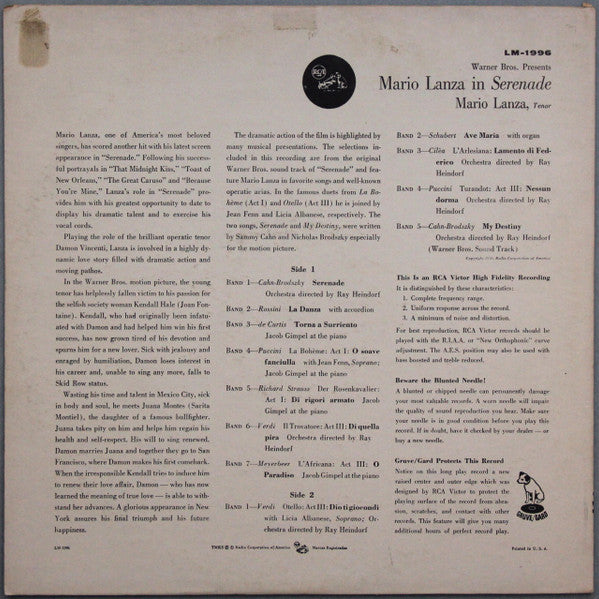 LM-1996
Warner Bros. Presents
Mario Lanza in Serenade
Mario Lanza, Tenor
RCA
Mario Lanza, one of America's most beloved
singers, has scored another hit with his latest screen
appearance in "Serenade." Following his success-
ful portrayals in "That Midnight Kiss," "Toast of
New Orleans," "The Great Caruso" and "Because
You're Mine," Lanza's role in "Serenade" pro-
vides him with his greatest opportunity to date to
display his dramatic talent and to exercise his
vocal cords.
Playing the role of the brilliant operatic tenor
Damon Vincenti, Lanza is involved in a highly dy-
namic love story filled with dramatic action and
moving pathos.
In the Warner Bros. motion picture, the young
tenor has helplessly fallen victim to his passion for
the selfish society woman Kendall Hale (Joan Fon-
taine). Kendall, who had originally been infatu-
ated with Damon and had helped him win his first
success, has now grown tired of his devotion and
spurns him for a new lover. Sick with jealousy and
enraged by humiliation, Damon loses interest in
his career and, unable to sing any more, falls to
Skid Row status.
Wasting his time and talent in Mexico City, sick
in body and soul, he meets Juana Montes (Sarita
Montiel), the daughter of a famous bullfighter.
Juana takes pity on him and helps him regain his
health and self-respect. His will to sing renewed,
Damon marries Juana and together they go to San
Francisco, where Damon makes his first comeback.
When the irresponsible Kendall tries to induce him
to renew their love affair, Damon — who has now
learned the meaning of true love — is able to with-
stand her advances. A glorious appearance in New
York assures his final triumph and his future
happiness.
LM 1996
The dramatic action of the film is highlighted by
many musical presentations. The selections
included in this recording are from the original
Warner Bros. sound track of "Serenade" and fea-
ture Mario Lanza in favorite songs and well-known
operatic arias. In the famous duets from La Bo-
hème (Act I) and Otello (Act III) he is joined by
Jean Fenn and Licia Albanese, respectively. The
two songs, Serenade and My Destiny, were written
by Sammy Cahn and Nicholas Brodszky especially
for the motion picture.
Side 1
BAND 1—Cahn-Brodszky Serenade
Orchestra directed by Ray Heindorf
BAND 2—Rossini La Danza with accordion
BAND 3—de Curtis Torna a Surriento
Jacob Gimpel at the piano
BAND 4—Puccini La Bohème: Act I: O soave
fanciulla with Jean Fenn, Soprano;
Jacob Gimpel at the piano
BAND 5—Richard Strauss Der Rosenkavalier:
Act I: Di rigori armato Jacob
Gimpel at the piano
BAND 6—Verdi Il Trovatore: Act III: Di quella
pira Orchestra directed by Ray
Heindorf
BAND 7—Meyerbeer L'Africana: Act III: O
Paradiso Jacob Gimpel at the piano
Side 2
BAND 1—Verdi Otello: Act III: Dio ti giocondi
with Licia Albanese, Soprano; Or-
chestra directed by Ray Heindorf
TMKS ® © Radio Corporation of America
Marcas Registradas
BAND 2—Schubert Ave Maria with organ
BAND 3—Cilèa L'Arlesiana: Lamento di Fed-
erico Orchestra directed by Ray
Heindorf
BAND 4—Puccini Turandot: Act III: Nessun
dorma Orchestra directed by Ray
Heindorf
BAND 5—Cahn-Brodszky My Destiny
Orchestra directed by Ray Heindorf
(Warner Bros. Sound Track)
Radio Corporation of America
This Is an RCA Victor High Fidelity Recording
It is distinguished by these characteristics:
1. Complete frequency range.
2. Uniform response across the record.
3. A minimum of noise and distortion.
For best reproduction, RCA Victor records should
be played with the R.I.A.A. or "New Orthophonic" curve
adjustment. The A.E.S. position may also be used with
bass boosted and treble reduced.
Beware the Blunted Needle!
A blunted or chipped needle can permanently damage
your most valuable records. A worn needle will impair
the quality of sound reproduction you hear. Make sure
your needle is in good condition before you play this
record. If in doubt, have it checked by your dealer — or
buy a new needle.
Gruve/Gard Protects This Record
Notice on this long play record a new
raised center and outer edge which was
designed by RCA Victor to protect the
playing surface of the record from abra-
sion, scratches, and contact with other
records. This feature will give you many
additional hours of perfect record play.
GRUVE/GARD
Printed in U. S. A.